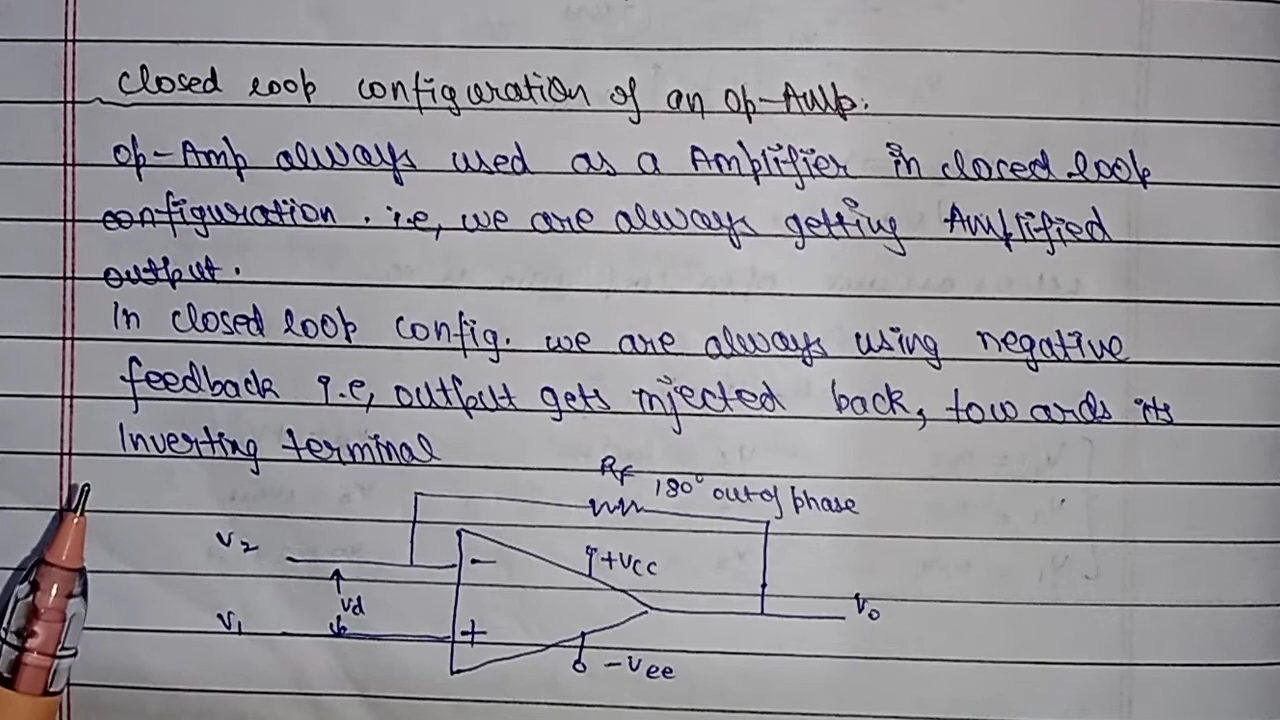 closed loop configuration of an op-Amp.
op-Amp always used as a Amplifier in closed loop
configuration. i.e, we are always getting Amplified
output.
In closed loop config. we are always using negative
feedback i.e, output gets injected back, towards its
Inverting terminal
Rf
180° out of phase
V2
-
+Vcc
Vd
Vo
V1
+
-Vee